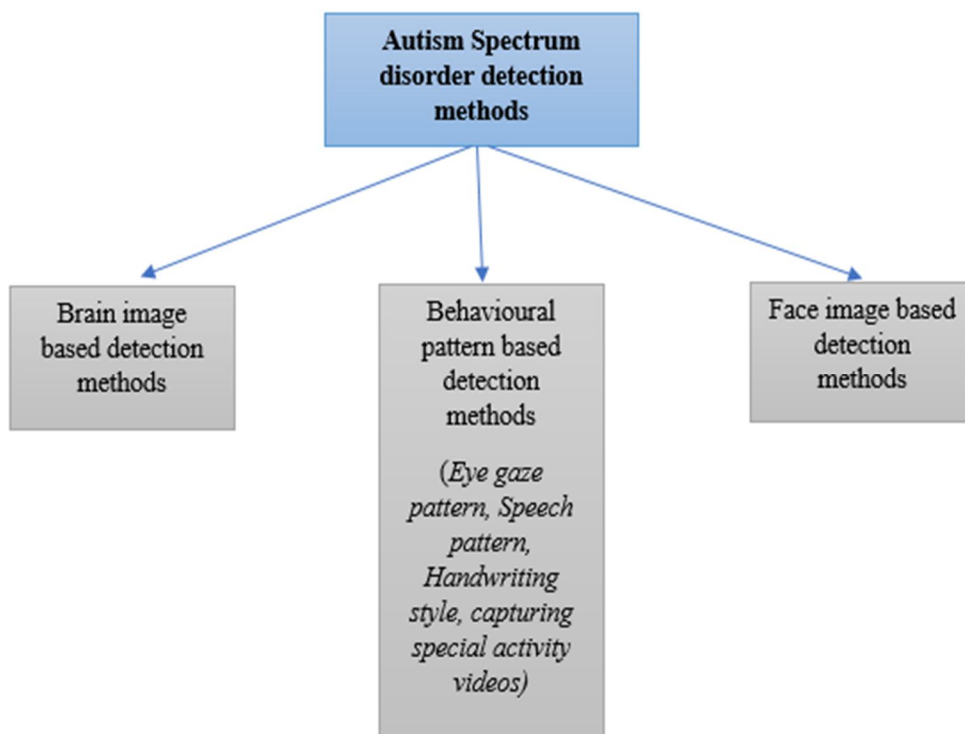 Autism Spectrum
disorder detection
methods
Brain image
based detection
methods
Behavioural
pattern based
detection
methods
(Eye gaze
pattern, Speech
pattern,
Handwriting
style, capturing
special activity
videos)
Face image based
detection
methods